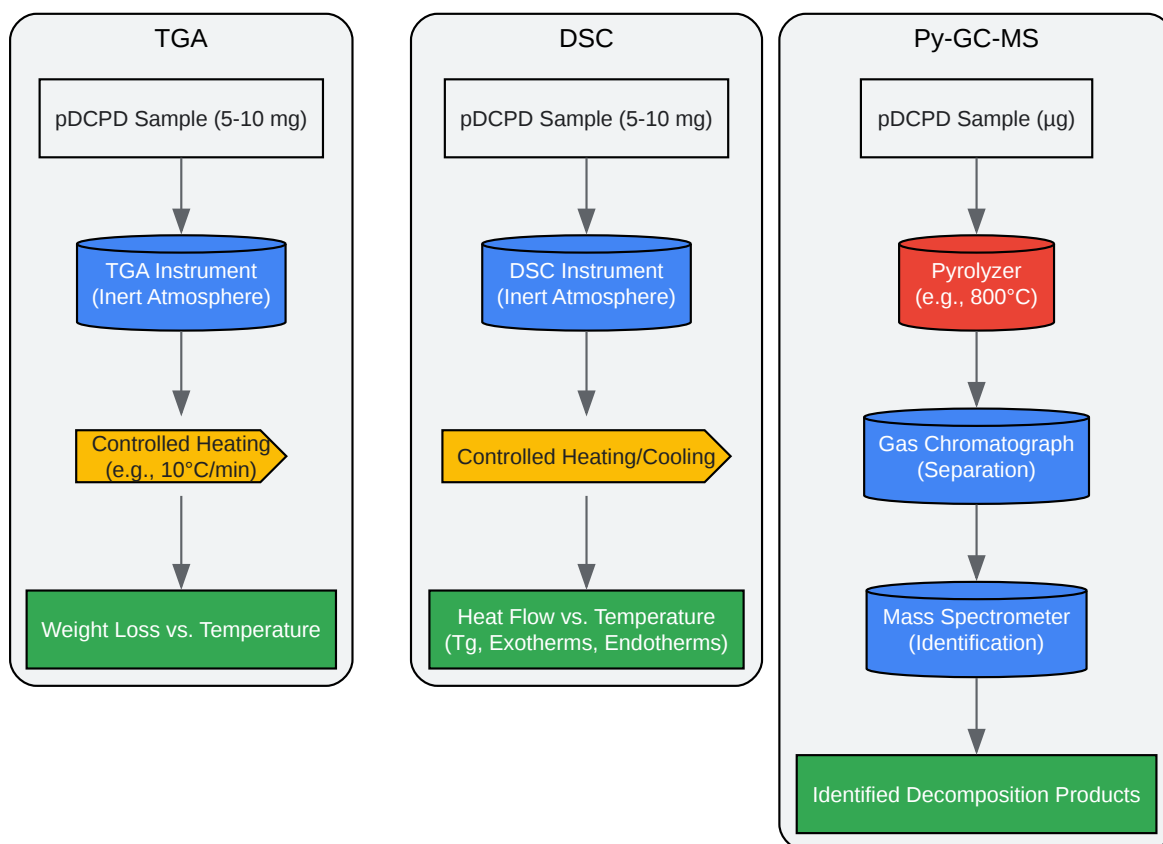 TGA
pDCPD Sample (5-10 mg)
TGA Instrument
(Inert Atmosphere)
Controlled Heating
(e.g., 10°C/min)
Weight Loss vs. Temperature
DSC
pDCPD Sample (5-10 mg)
DSC Instrument
(Inert Atmosphere)
Controlled Heating/Cooling
Heat Flow vs. Temperature
(Tg, Exotherms, Endotherms)
Py-GC-MS
pDCPD Sample (µg)
Pyrolyzer
(e.g., 800°C)
Gas Chromatograph
(Separation)
Mass Spectrometer
(Identification)
Identified Decomposition Products